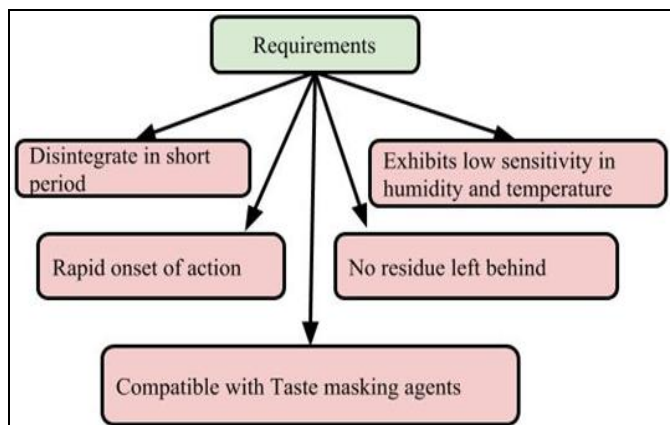 Requirements
Disintegrate in short
period
Exhibits low sensitivity in
humidity and temperature
Rapid onset of action
No residue left behind
Compatible with Taste masking agents